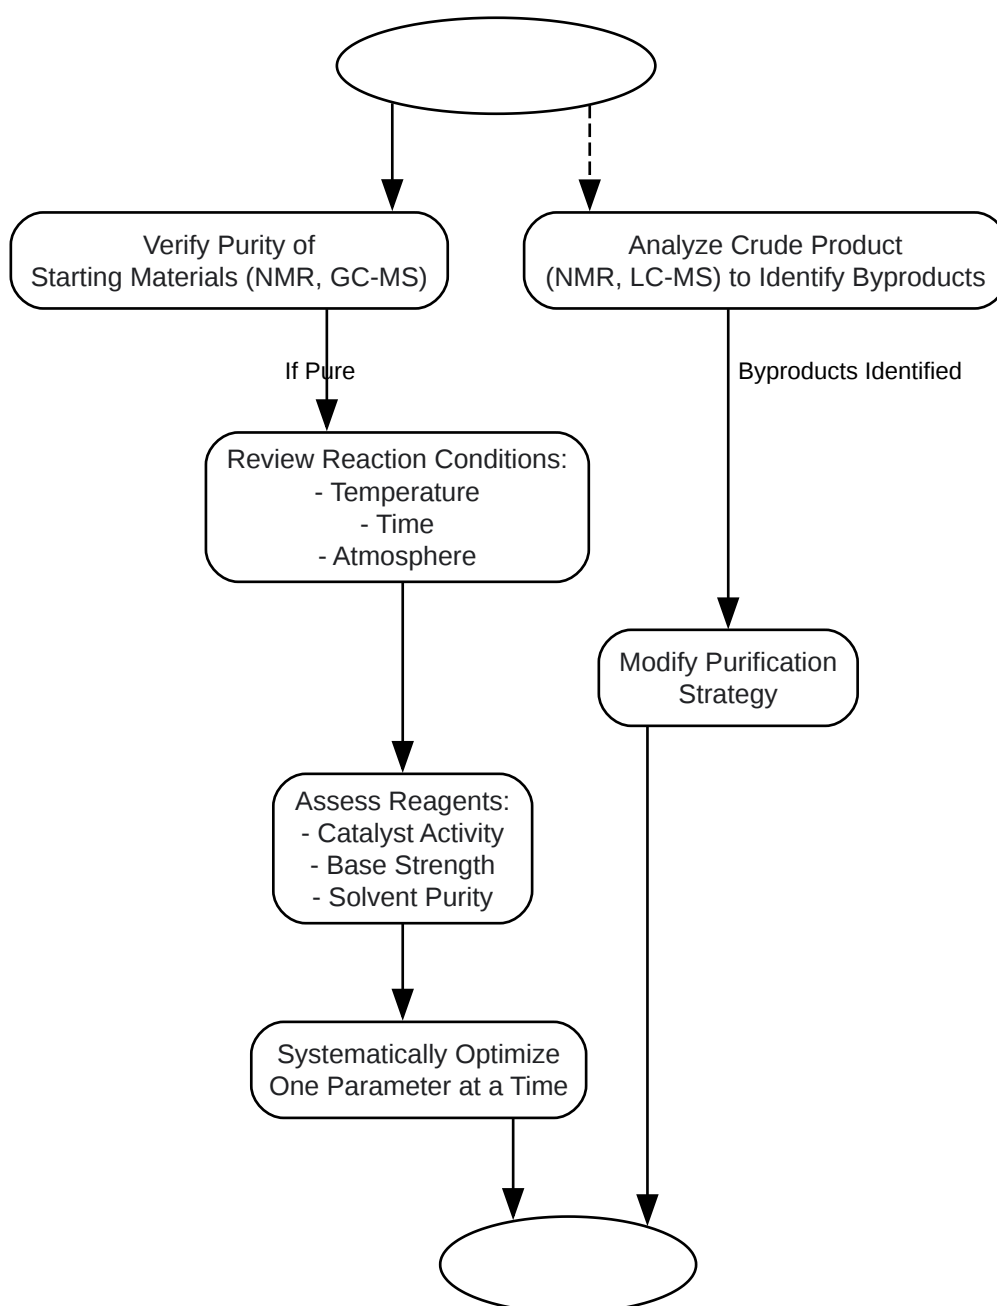 Verify Purity of
Starting Materials (NMR, GC-MS)
Analyze Crude Product
(NMR, LC-MS) to Identify Byproducts
If Pure
Byproducts Identified
Review Reaction Conditions:
- Temperature
- Time
- Atmosphere
Modify Purification
Strategy
Assess Reagents:
- Catalyst Activity
- Base Strength
- Solvent Purity
Systematically Optimize
One Parameter at a Time